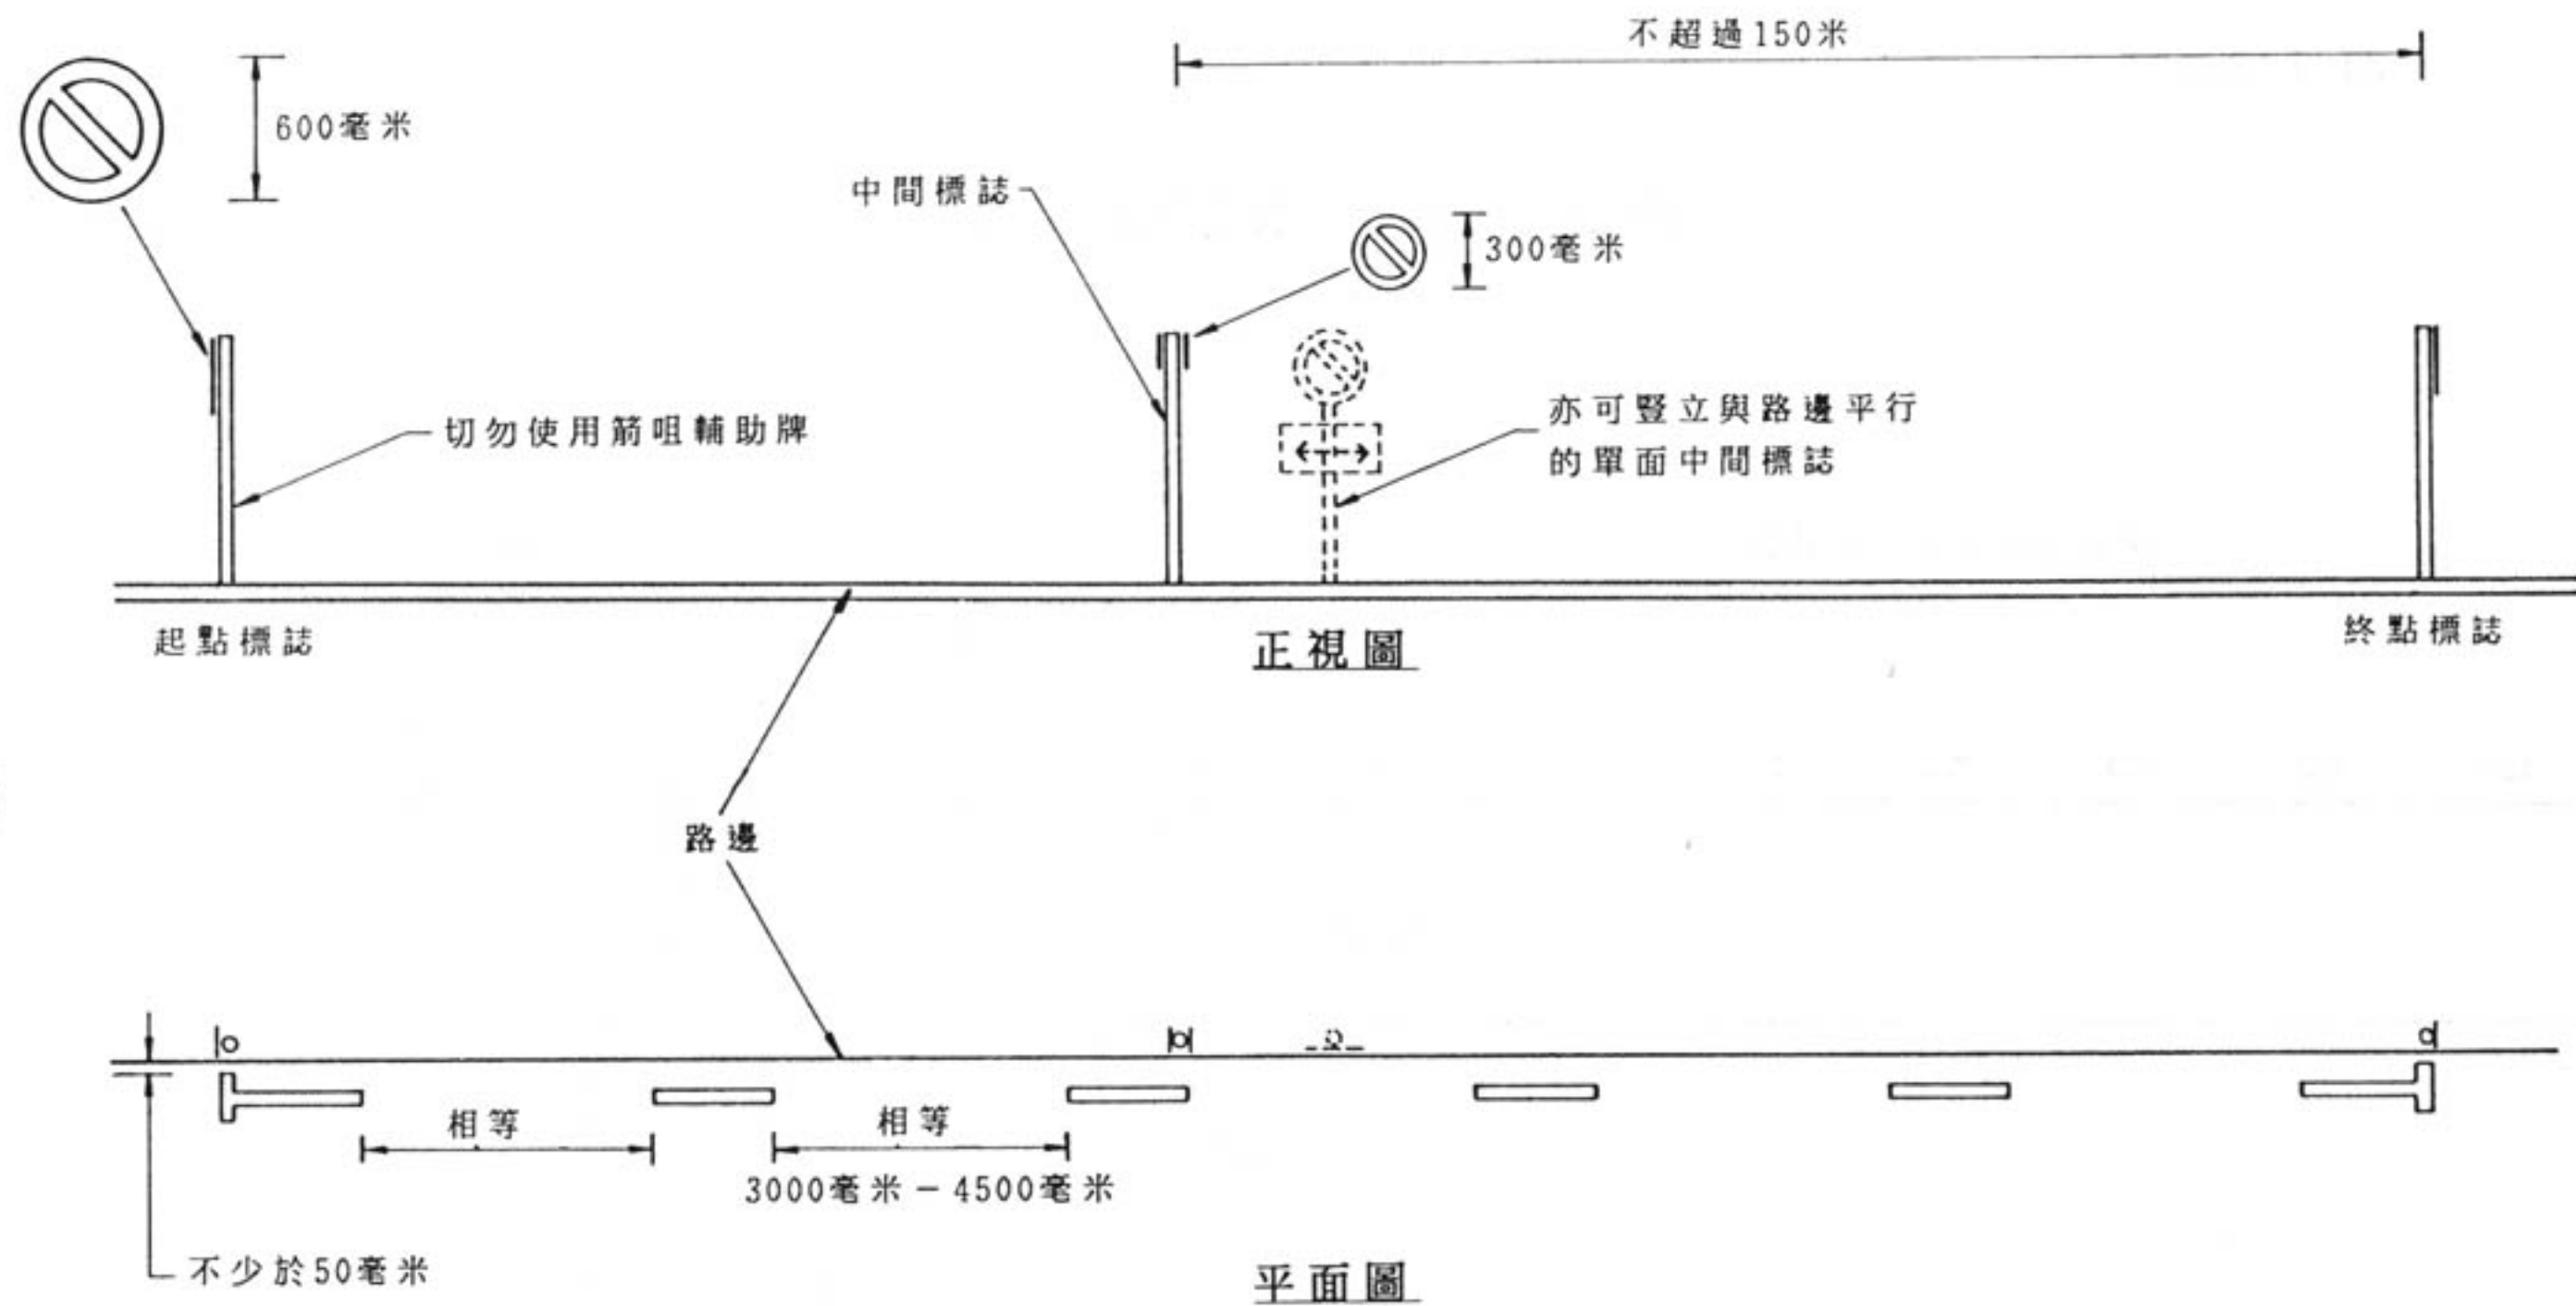 不超過150米
600毫米
中間標誌
300毫米
切勿使用箭咀輔助牌
亦可豎立與路邊平行
的單面中間標誌
起點標誌
正視圖
終點標誌
路邊
相等
相等
3000毫米－4500毫米
不少於50毫米
平面圖